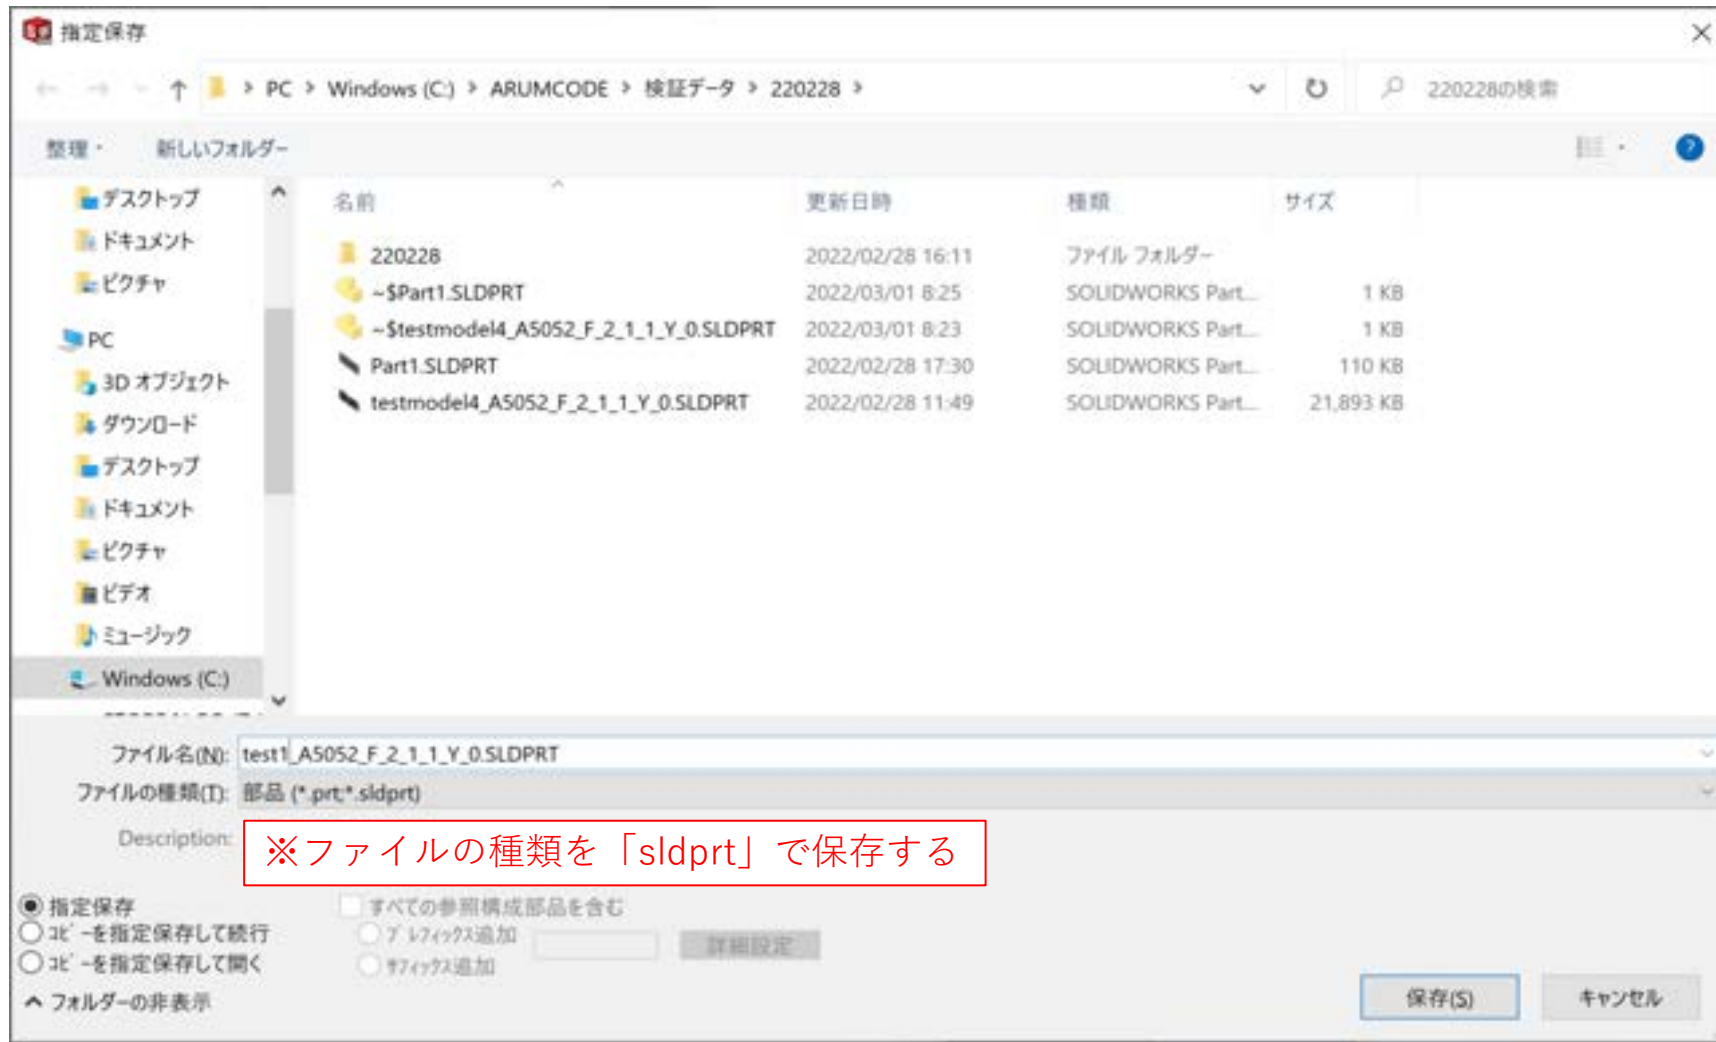 指定保存
PC > Windows (C:) > ARUMCODE > 検証データ > 220228 >
220228の検索
整理
新しいフォルダー
デスクトップ
ドキュメント
ピクチャ
PC
3D オブジェクト
ダウンロード
デスクトップ
ドキュメント
ピクチャ
ビデオ
ミュージック
Windows (C:)
名前 更新日時 種類 サイズ
220228 2022/02/28 16:11 ファイル フォルダー
~$Part1.SLDPRT 2022/03/01 8:25 SOLIDWORKS Part... 1 KB
~$testmodel4_A5052_F_2_1_1_Y_0.SLDPRT 2022/03/01 8:23 SOLIDWORKS Part... 1 KB
Part1.SLDPRT 2022/02/28 17:30 SOLIDWORKS Part... 110 KB
testmodel4_A5052_F_2_1_1_Y_0.SLDPRT 2022/02/28 11:49 SOLIDWORKS Part... 21,893 KB
ファイル名(N): test1_A5052_F_2_1_1_Y_0.SLDPRT
ファイルの種類(T): 部品 (*.prt;*.sldprt)
Description:
※ファイルの種類を「sldprt」で保存する
指定保存
コピーを指定保存して続行
コピーを指定保存して開く
すべての参照構成部品を含む
プレフィックス追加
サフィックス追加
詳細設定
フォルダーの非表示
保存(S)
キャンセル